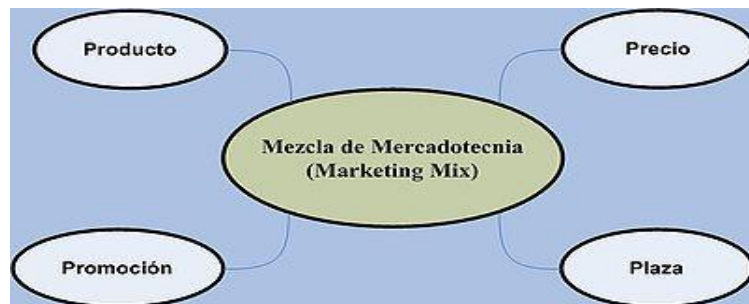 Producto
Precio
Mezcla de Mercadotecnia
(Marketing Mix)
Promoción
Plaza